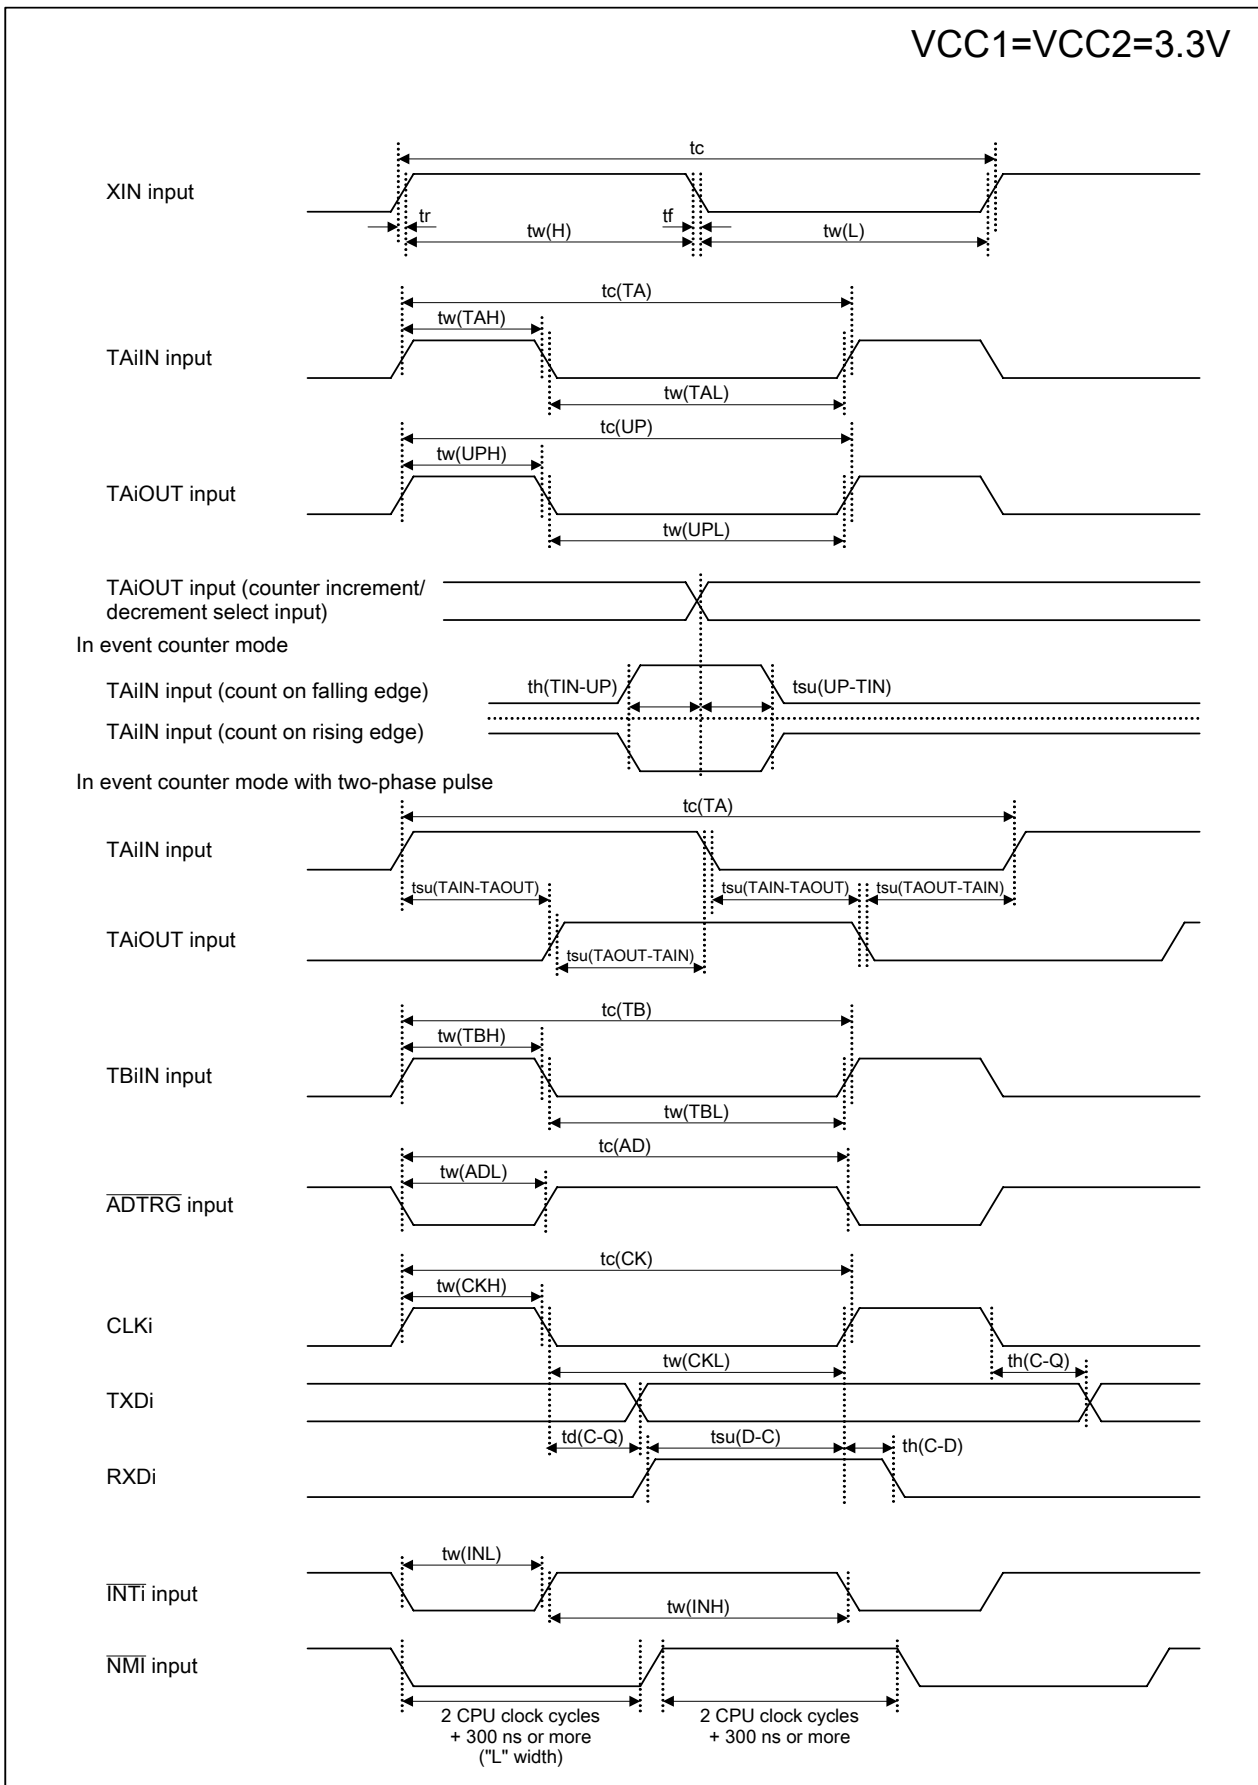 VCC1=VCC2=3.3V
tc
XIN input
tr
tf
tw(H)
tw(L)
tc(TA)
tw(TAH)
TAiIN input
tw(TAL)
tc(UP)
tw(UPH)
TAiOUT input
tw(UPL)
TAiOUT input (counter increment/
decrement select input)
In event counter mode
TAiIN input (count on falling edge)
th(TIN-UP)
tsu(UP-TIN)
TAiIN input (count on rising edge)
In event counter mode with two-phase pulse
tc(TA)
TAiIN input
tsu(TAIN-TAOUT)
tsu(TAIN-TAOUT)
tsu(TAOUT-TAIN)
TAiOUT input
tsu(TAOUT-TAIN)
tc(TB)
tw(TBH)
TBiIN input
tw(TBL)
tc(AD)
tw(ADL)
ADTRG input
tc(CK)
tw(CKH)
CLKi
tw(CKL)
th(C-Q)
TXDi
td(C-Q)
tsu(D-C)
th(C-D)
RXDi
tw(INL)
INTi input
tw(INH)
NMI input
2 CPU clock cycles
+ 300 ns or more
("L" width)
2 CPU clock cycles
+ 300 ns or more